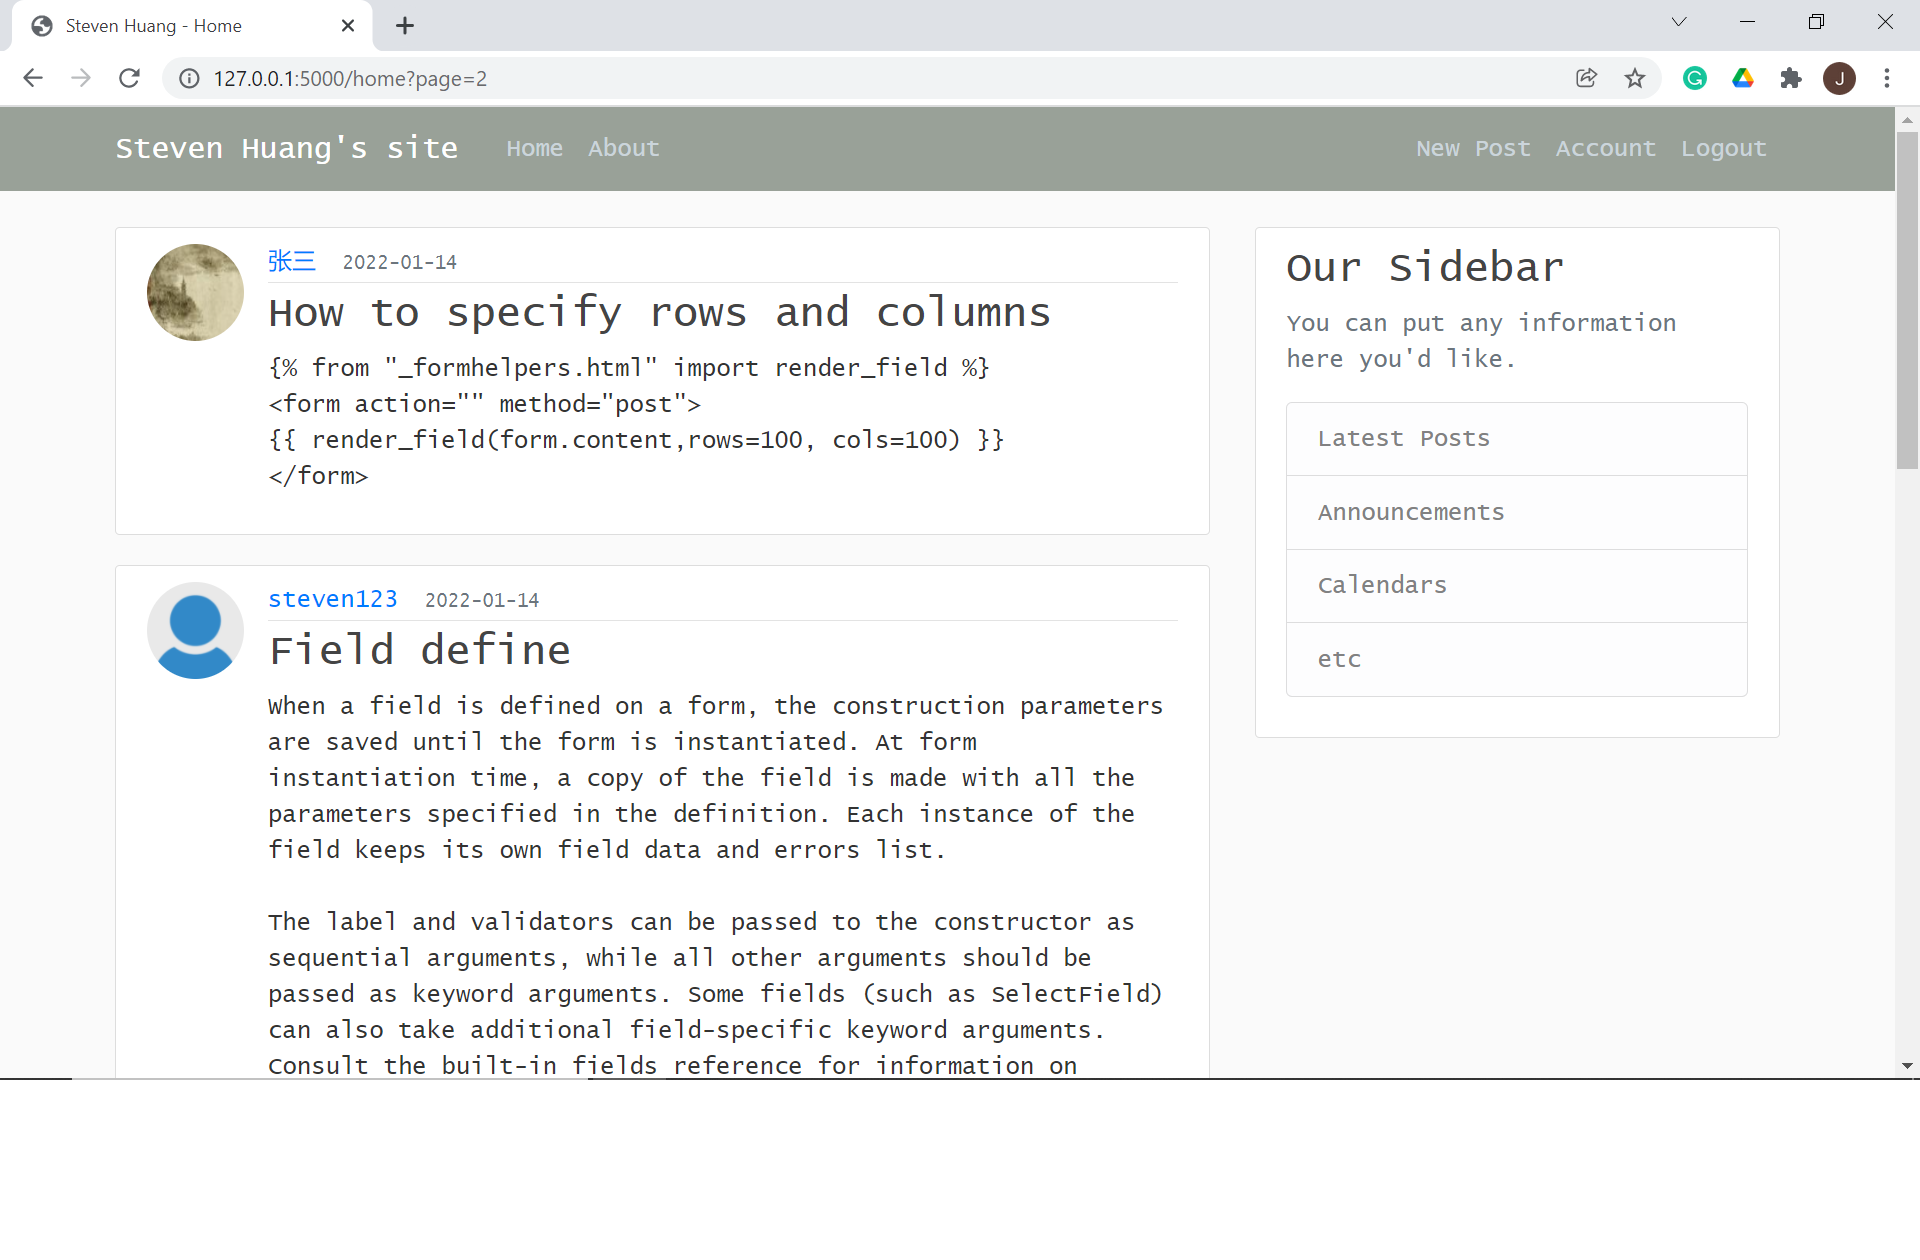 Steven Huang - Home
127.0.0.1:5000/home?page=2
J
Steven Huang's site Home About New Post Account Logout
张三 2022-01-14
How to specify rows and columns
{% from "_formhelpers.html" import render_field %}
<form action="" method="post">
{{ render_field(form.content,rows=100, cols=100) }}
</form>
steven123 2022-01-14
Field define
When a field is defined on a form, the construction parameters
are saved until the form is instantiated. At form
instantiation time, a copy of the field is made with all the
parameters specified in the definition. Each instance of the
field keeps its own field data and errors list.
The label and validators can be passed to the constructor as
sequential arguments, while all other arguments should be
passed as keyword arguments. Some fields (such as SelectField)
can also take additional field-specific keyword arguments.
Consult the built-in fields reference for information on
Our Sidebar
You can put any information
here you'd like.
Latest Posts
Announcements
Calendars
etc